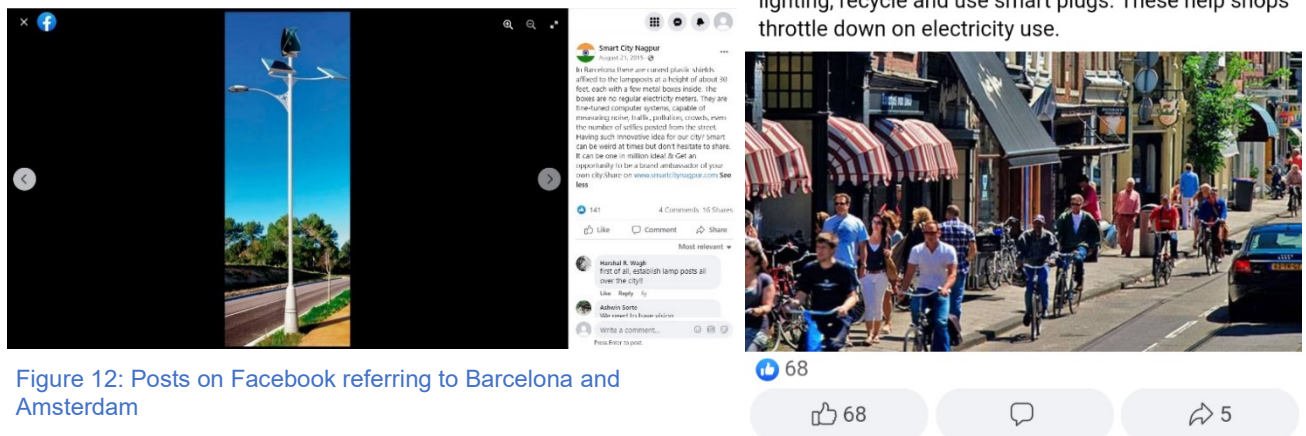 Smart City Nagpur
August 21, 2015
In Barcelona there are curved plastic shields
affixed to the lampposts at a height of about 30
feet, each with a few metal boxes inside. The
boxes are no regular electricity meters. They are
fine-tuned computer systems, capable of
measuring noise, traffic, pollution, crowds, even
the number of selfies posted from the street.
Having such Innovative idea for our city? Smart
can be weird at times but don't hesitate to share.
It can be one in million idea! & Get an
opportunity to be a brand ambassador of your
own city.Share on www.smartcitynagpur.com See
less
141
4 Comments 16 Shares
Like Comment Share
Most relevant
Harshal R. Wagh
first of all, establish lamp posts all
over the city!!
Like Reply 6y
Ashwin Sorte
We need to have vision
Write a comment...
Press Enter to post.
Figure 12: Posts on Facebook referring to Barcelona and
Amsterdam
lighting, recycle and use smart plugs. These help shops
throttle down on electricity use.
68
68
5